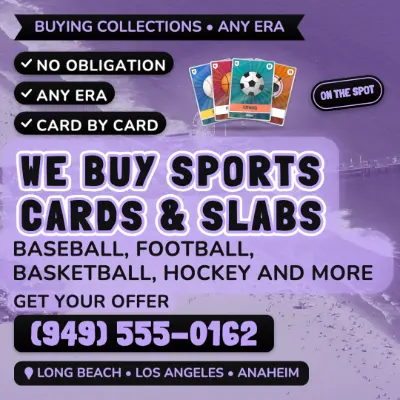 BUYING COLLECTIONS • ANY ERA
NO OBLIGATION
ANY ERA
CARD BY CARD
ON THE SPOT
WE BUY SPORTS
CARDS & SLABS
BASEBALL, FOOTBALL,
BASKETBALL, HOCKEY AND MORE
GET YOUR OFFER
(949) 555-0162
LONG BEACH • LOS ANGELES • ANAHEIM